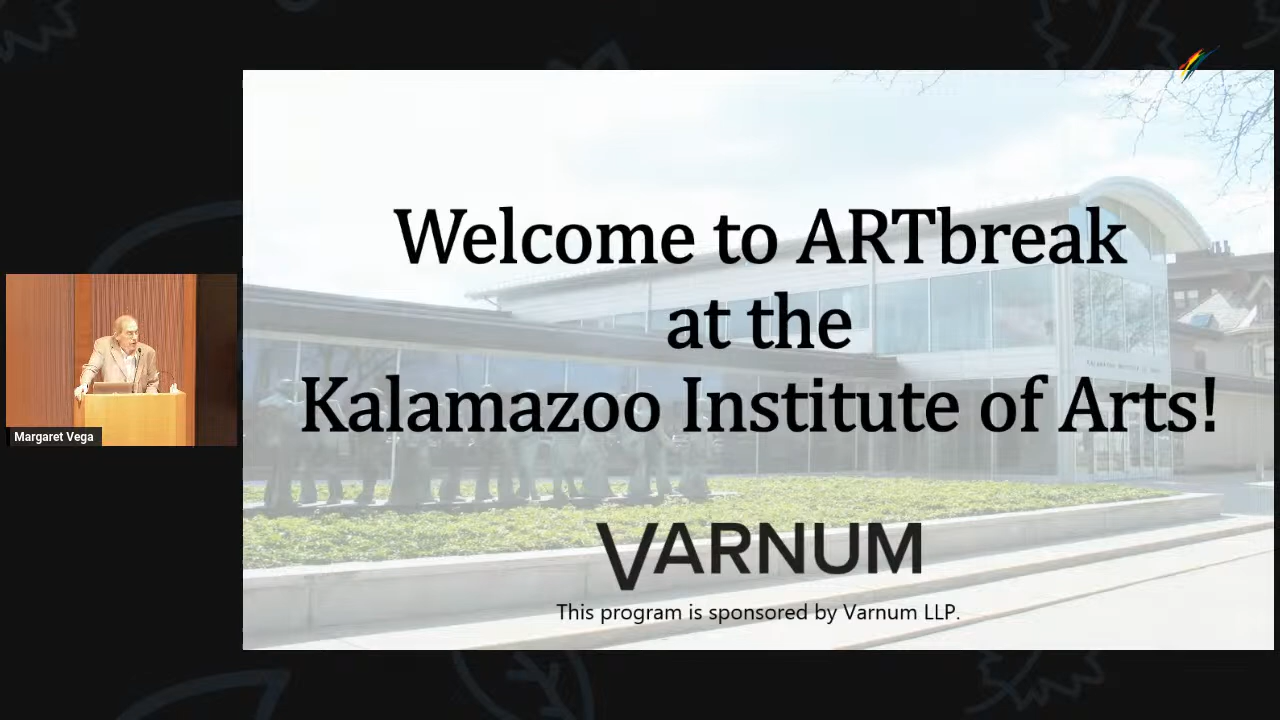 Welcome to ARTbreak
at the
Kalamazoo Institute of Arts!
Margaret Vega
VARNUM
This program is sponsored by Varnum LLP.